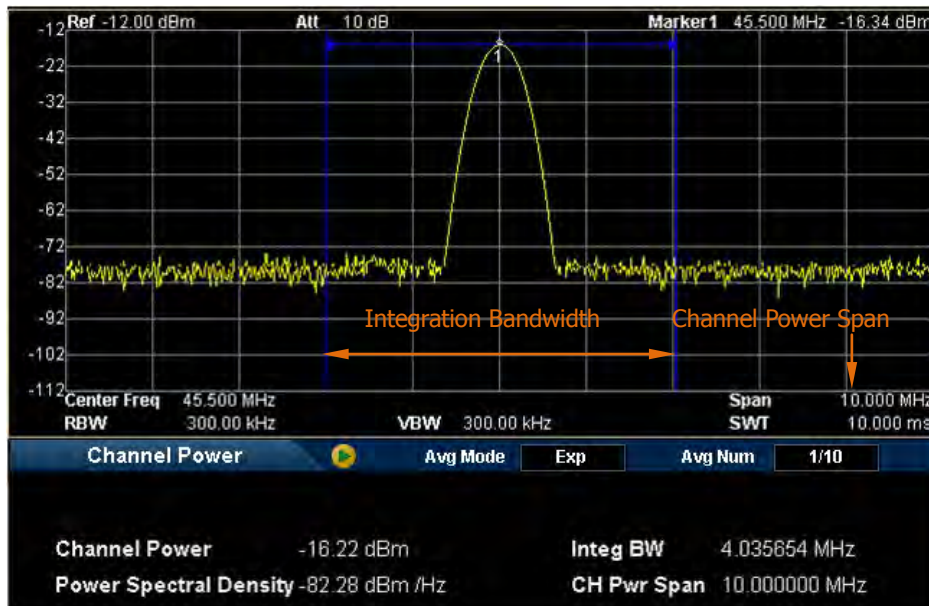 Ref -12.00 dBm Att 10 dB Marker1 45.500 MHz -16.34 dBm
-12
1
-22
-32
-42
-52
-62
-72
-82
-92
Integration Bandwidth Channel Power Span
-102
-112
Center Freq 45.500 MHz Span 10.000 MHz
RBW 300.00 kHz VBW 300.00 kHz SWT 10.000 ms
Channel Power Avg Mode Exp Avg Num 1/10
Channel Power -16.22 dBm Integ BW 4.035654 MHz
Power Spectral Density -82.28 dBm /Hz CH Pwr Span 10.000000 MHz